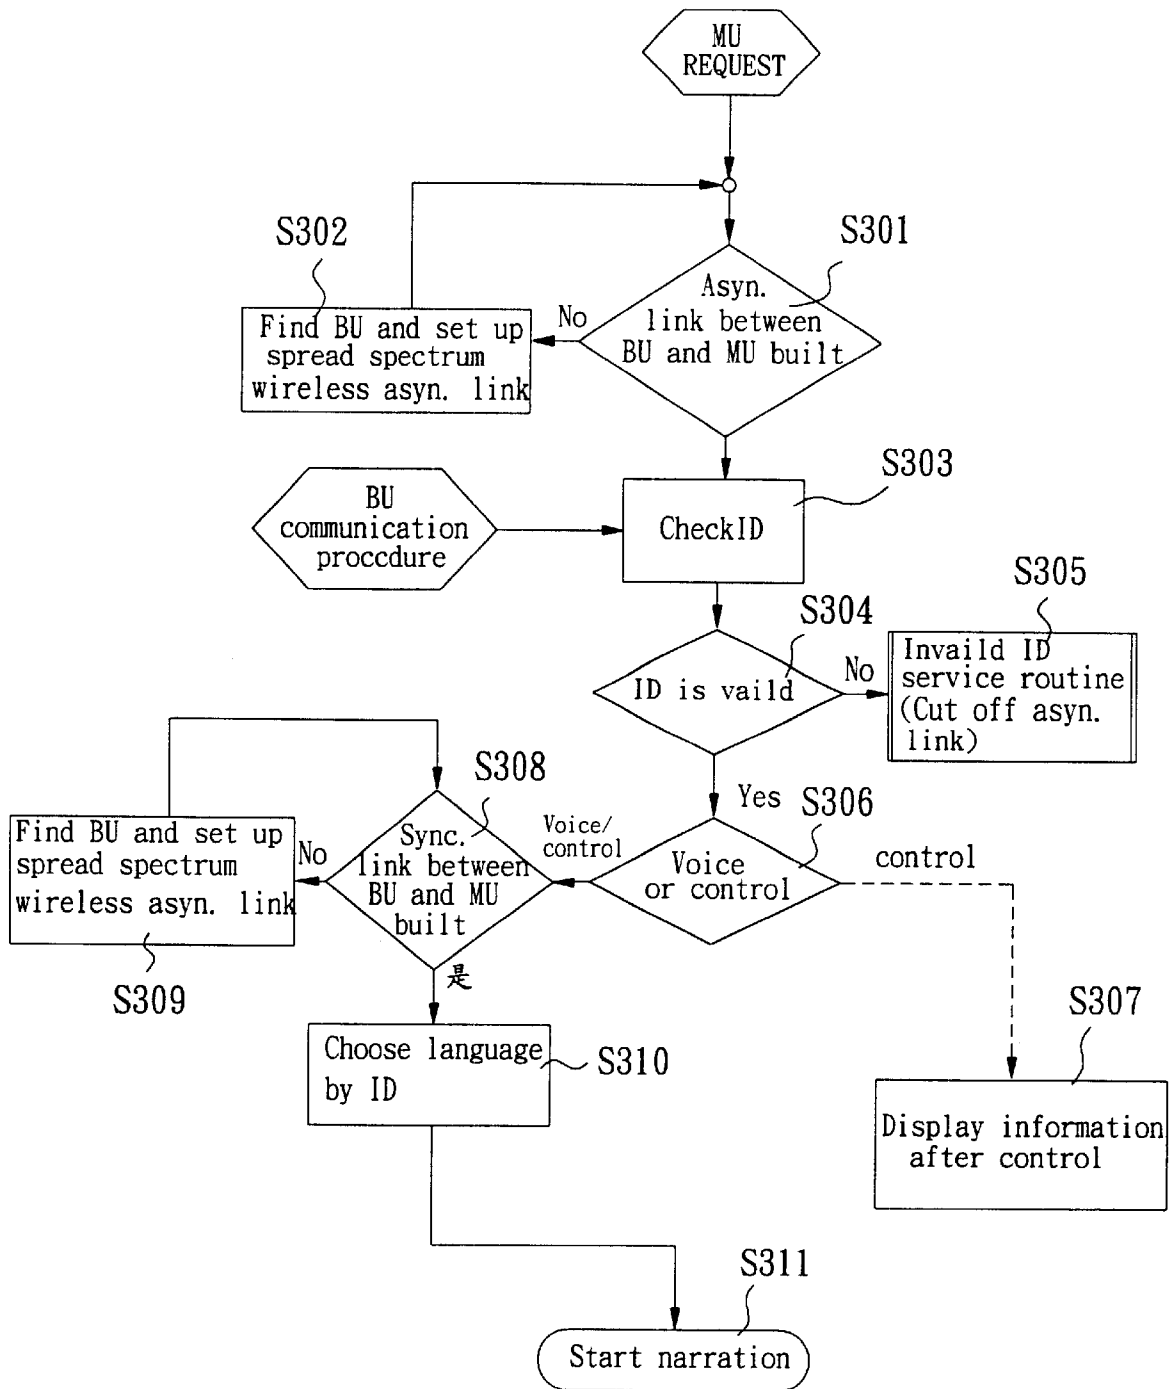 MU
REQUEST
S302
S301
Asyn.
link between
BU and MU built
No
Find BU and set up
spread spectrum
wireless asyn. link
S303
BU
communication
proccdure
CheckID
S305
S304
ID is vaild
No
Invaild ID
service routine
(Cut off asyn.
link)
S308
Yes
S306
Voice/
control
Find BU and set up
spread spectrum
wireless asyn. link
No
Sync.
link between
BU and MU
built
Voice
or control
control
S309
是
S307
Choose language
by ID
S310
Display information
after control
S311
Start narration